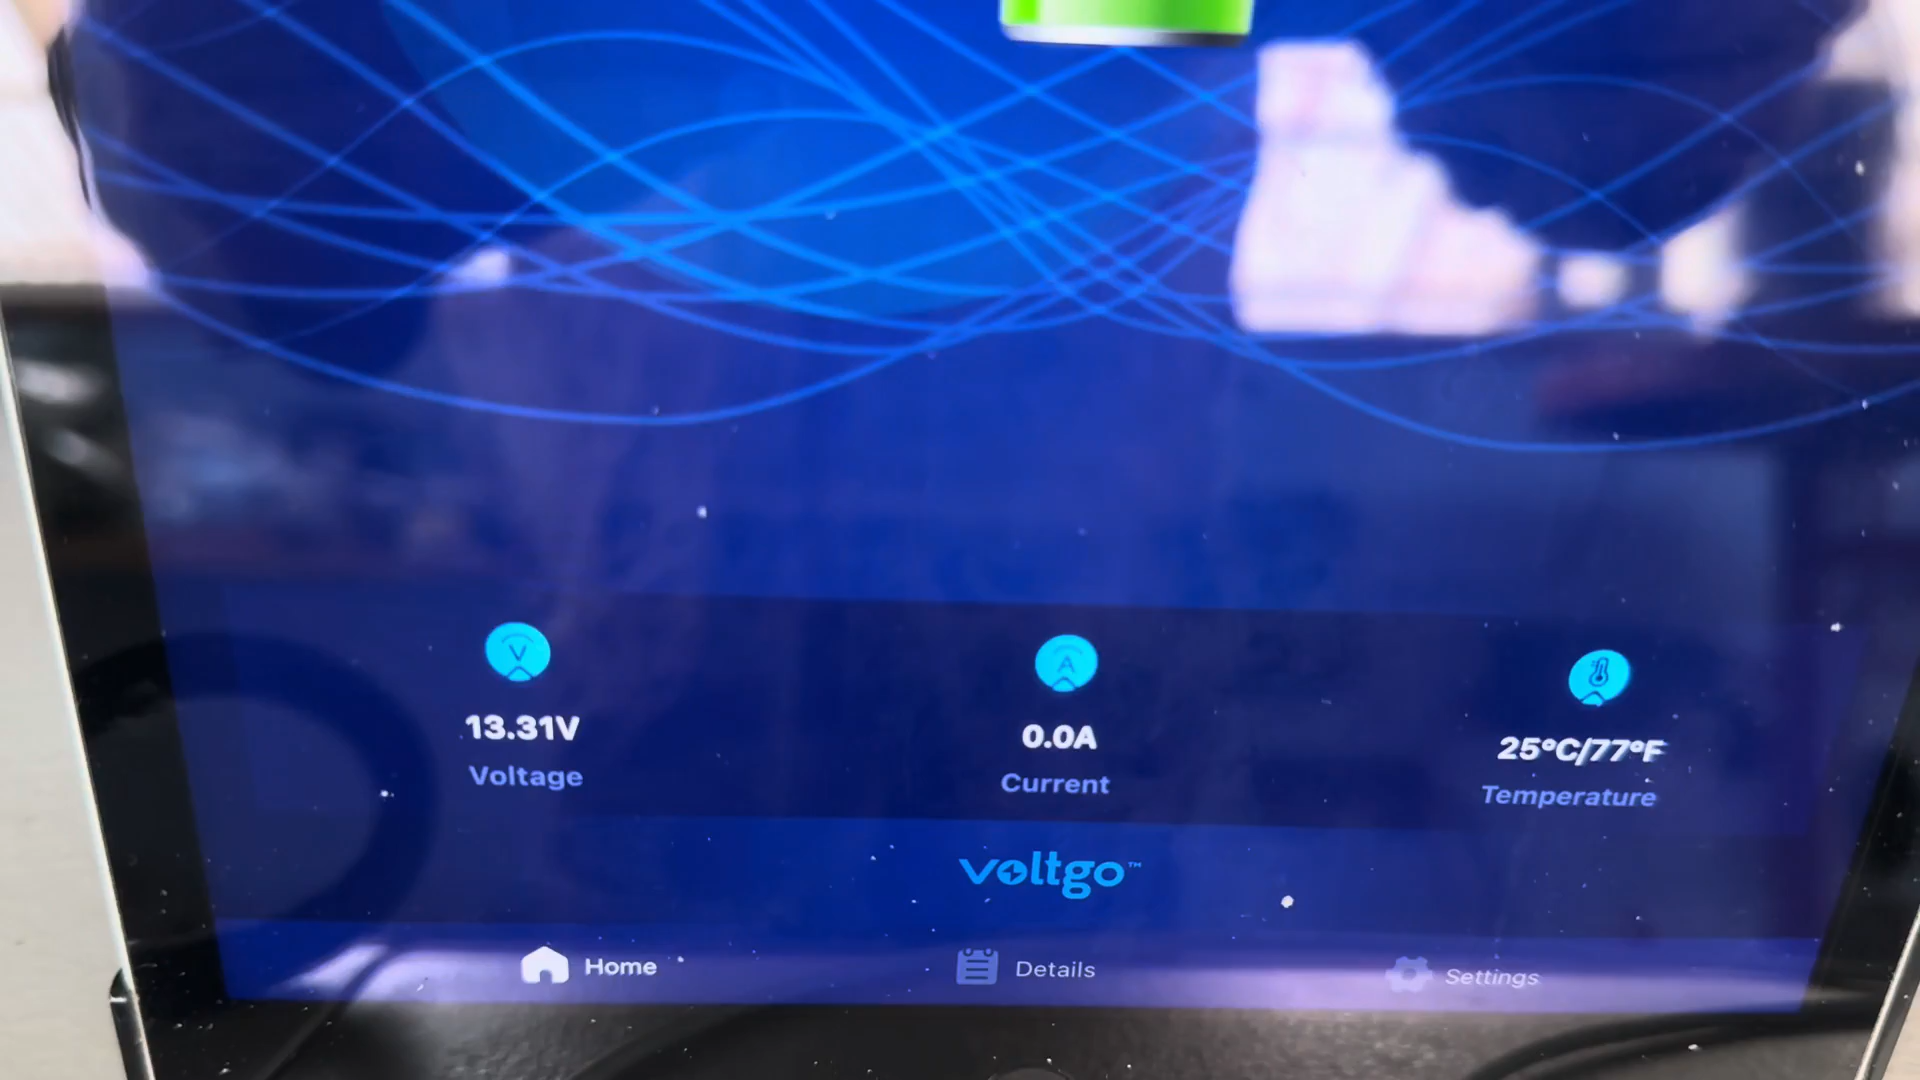 V
A
13.31V
0.0A
25°C/77°F
Voltage
Current
Temperature
voltgo™
Home
Details
Settings